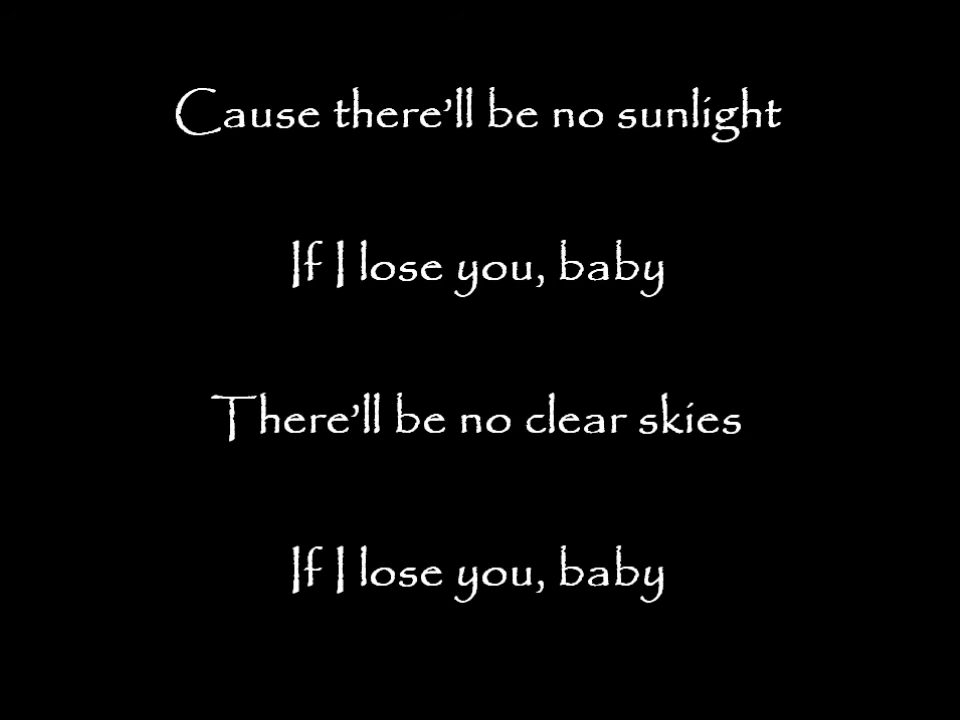 Cause there’ll be no sunlight
If I lose you, baby
There’ll be no clear skies
If I lose you, baby